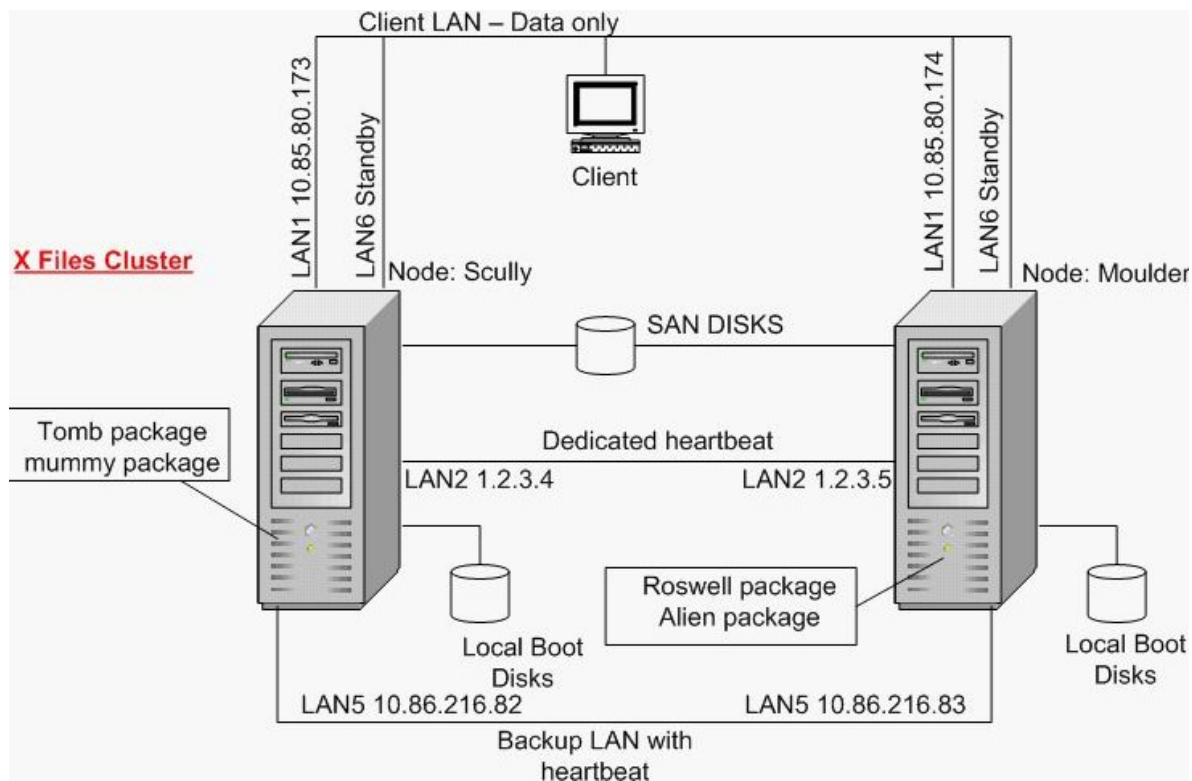 Client LAN – Data only
LAN1 10.85.80.173
LAN6 Standby
Client
LAN1 10.85.80.174
LAN6 Standby
X Files Cluster
Node: Scully
Node: Moulder
SAN DISKS
Tomb package
mummy package
Dedicated heartbeat
LAN2 1.2.3.4
LAN2 1.2.3.5
Roswell package
Alien package
Local Boot
Disks
Local Boot
Disks
LAN5 10.86.216.82
LAN5 10.86.216.83
Backup LAN with
heartbeat